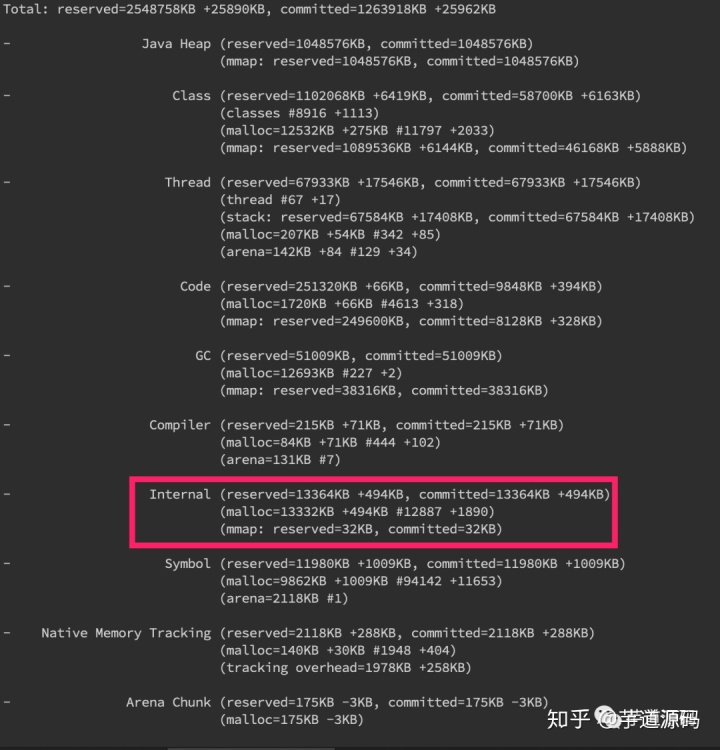 Total: reserved=2548758KB +25890KB, committed=1263918KB +25962KB
- Java Heap (reserved=1048576KB, committed=1048576KB)
(mmap: reserved=1048576KB, committed=1048576KB)
- Class (reserved=1102068KB +6419KB, committed=58700KB +6163KB)
(classes #8916 +1113)
(malloc=12532KB +275KB #11797 +2033)
(mmap: reserved=1089536KB +6144KB, committed=46168KB +5888KB)
- Thread (reserved=67933KB +17546KB, committed=67933KB +17546KB)
(thread #67 +17)
(stack: reserved=67584KB +17408KB, committed=67584KB +17408KB)
(malloc=207KB +54KB #342 +85)
(arena=142KB +84 #129 +34)
- Code (reserved=251320KB +66KB, committed=9848KB +394KB)
(malloc=1720KB +66KB #4613 +318)
(mmap: reserved=249600KB, committed=8128KB +328KB)
- GC (reserved=51009KB, committed=51009KB)
(malloc=12693KB #227 +2)
(mmap: reserved=38316KB, committed=38316KB)
- Compiler (reserved=215KB +71KB, committed=215KB +71KB)
(malloc=84KB +71KB #444 +102)
(arena=131KB #7)
- Internal (reserved=13364KB +494KB, committed=13364KB +494KB)
(malloc=13332KB +494KB #12887 +1890)
(mmap: reserved=32KB, committed=32KB)
- Symbol (reserved=11980KB +1009KB, committed=11980KB +1009KB)
(malloc=9862KB +1009KB #94142 +11653)
(arena=2118KB #1)
- Native Memory Tracking (reserved=2118KB +288KB, committed=2118KB +288KB)
(malloc=140KB +30KB #1948 +404)
(tracking overhead=1978KB +258KB)
- Arena Chunk (reserved=175KB -3KB, committed=175KB -3KB)
(malloc=175KB -3KB)
知乎 @芋道源码